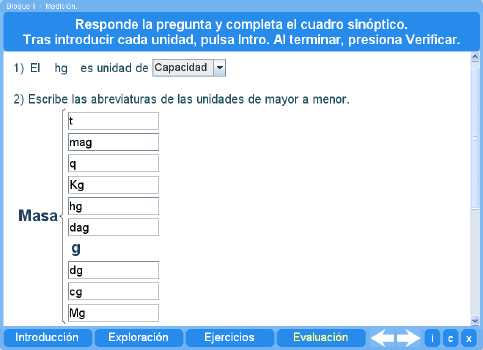 Bloque II - Medición.
Responde la pregunta y completa el cuadro sinóptico.
Tras introducir cada unidad, pulsa Intro. Al terminar, presiona Verificar.
1) El hg es unidad de Capacidad
2) Escribe las abreviaturas de las unidades de mayor a menor.
t
mag
q
Kg
hg
Masa
dag
g
dg
cg
Mg
Introducción Exploración Ejercicios Evaluación i c x